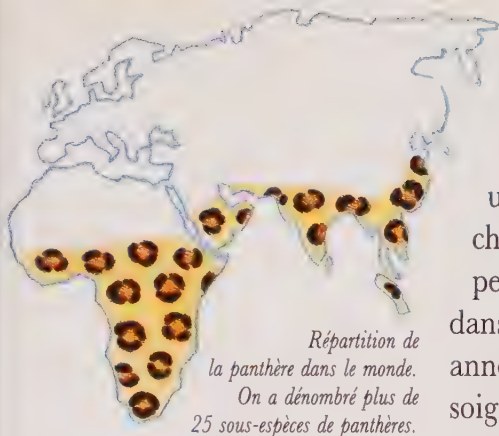 Répartition de
la panthère dans le monde.
On a dénombré plus de
25 sous-espèces de panthères.
u
ch
pe
dans
anné
soig